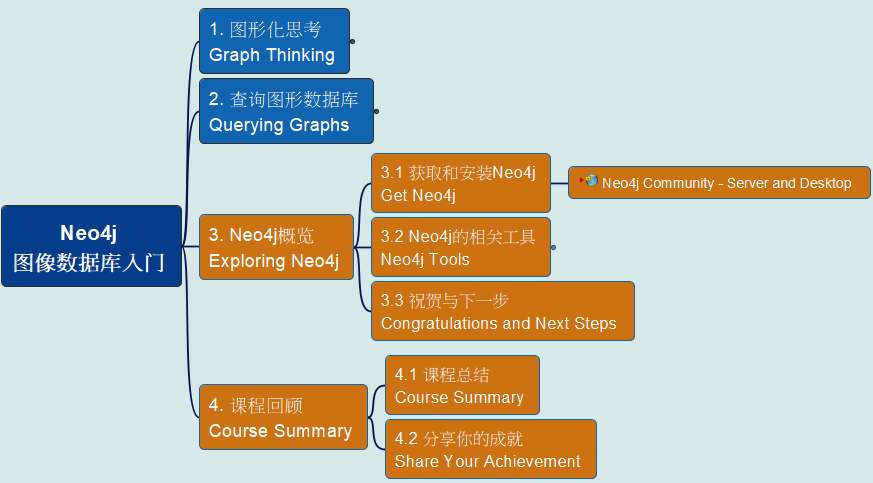 Neo4j
图像数据库入门
1. 图形化思考
Graph Thinking
2. 查询图形数据库
Querying Graphs
3. Neo4j概览
Exploring Neo4j
3.1 获取和安装Neo4j
Get Neo4j
Neo4j Community - Server and Desktop
3.2 Neo4j的相关工具
Neo4j Tools
3.3 祝贺与下一步
Congratulations and Next Steps
4. 课程回顾
Course Summary
4.1 课程总结
Course Summary
4.2 分享你的成就
Share Your Achievement